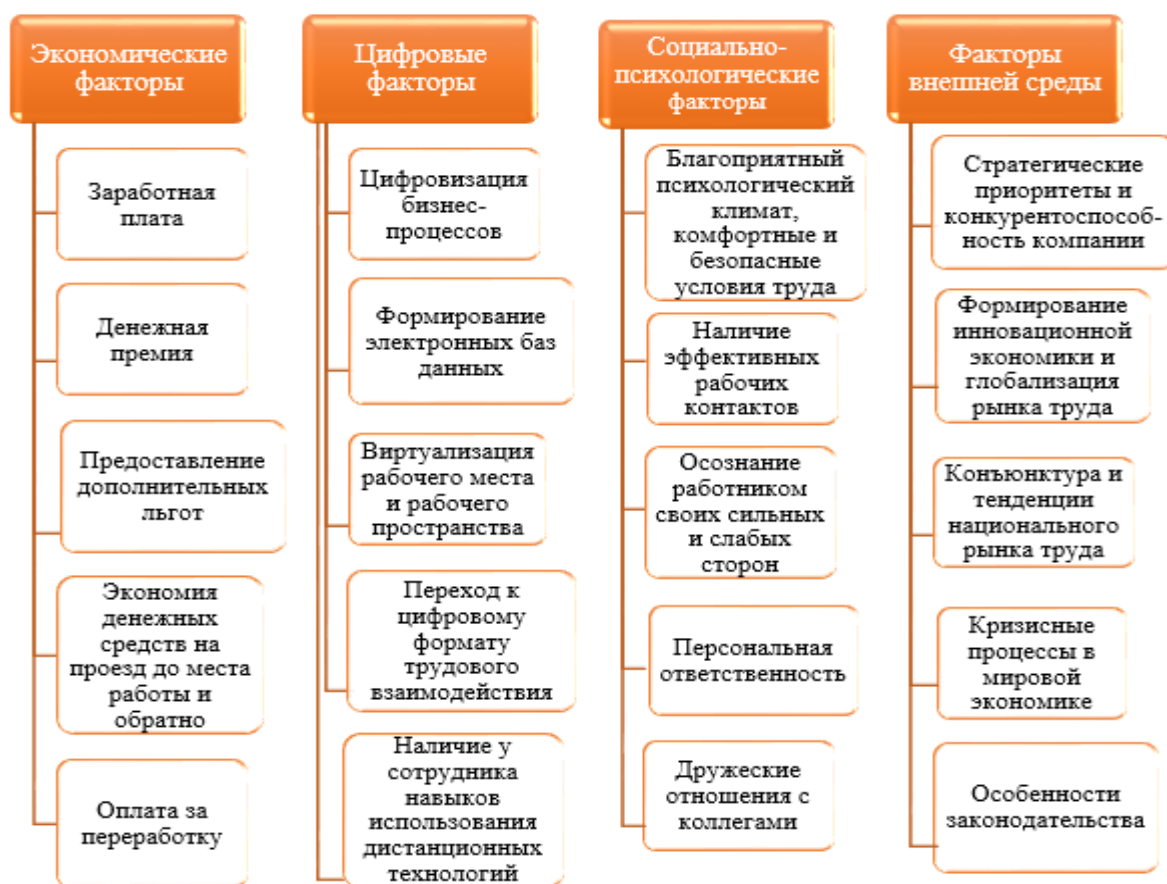 Экономические
факторы
Заработная
плата
Денежная
премия
Предоставление
дополнительных
льгот
Экономия
денежных
средств на
проезд до места
работы и
обратно
Оплата за
переработку
Цифровые
факторы
Цифровизация
бизнес-
процессов
Формирование
электронных баз
данных
Виртуализация
рабочего места
и рабочего
пространства
Переход к
цифровому
формату
трудового
взаимодействия
Наличие у
сотрудника
навыков
использования
дистанционных
технологий
Социально-
психологические
факторы
Благоприятный
психологический
климат,
комфортные и
безопасные
условия труда
Наличие
эффективных
рабочих
контактов
Осознание
работником
своих сильных
и слабых
сторон
Персональная
ответственность
Дружеские
отношения с
коллегами
Факторы
внешней среды
Стратегические
приоритеты и
конкурентоспособ-
ность компании
Формирование
инновационной
экономики и
глобализация
рынка труда
Конъюнктура и
тенденции
национального
рынка труда
Кризисные
процессы в
мировой
экономике
Особенности
законодательства